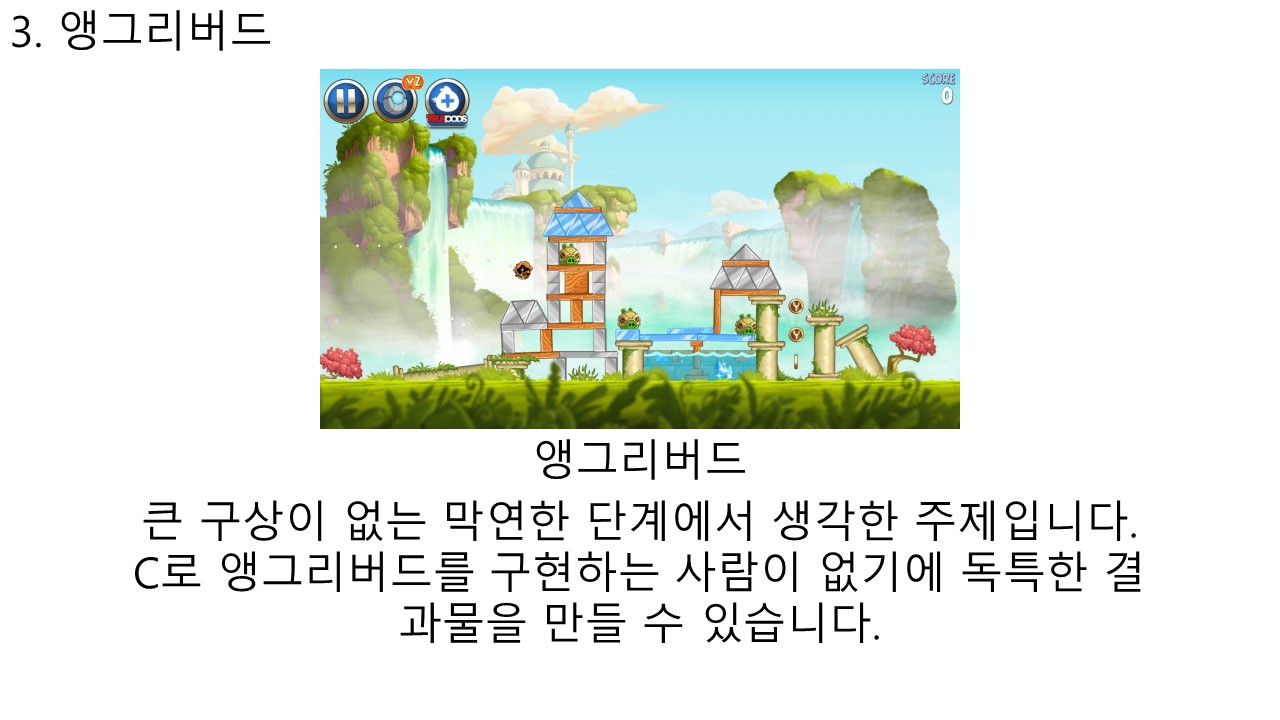 3. 앵그리버드
x2
SCORE
0
TELEPODS
앵그리버드
큰 구상이 없는 막연한 단계에서 생각한 주제입니다.
C로 앵그리버드를 구현하는 사람이 없기에 독특한 결
과물을 만들 수 있습니다.